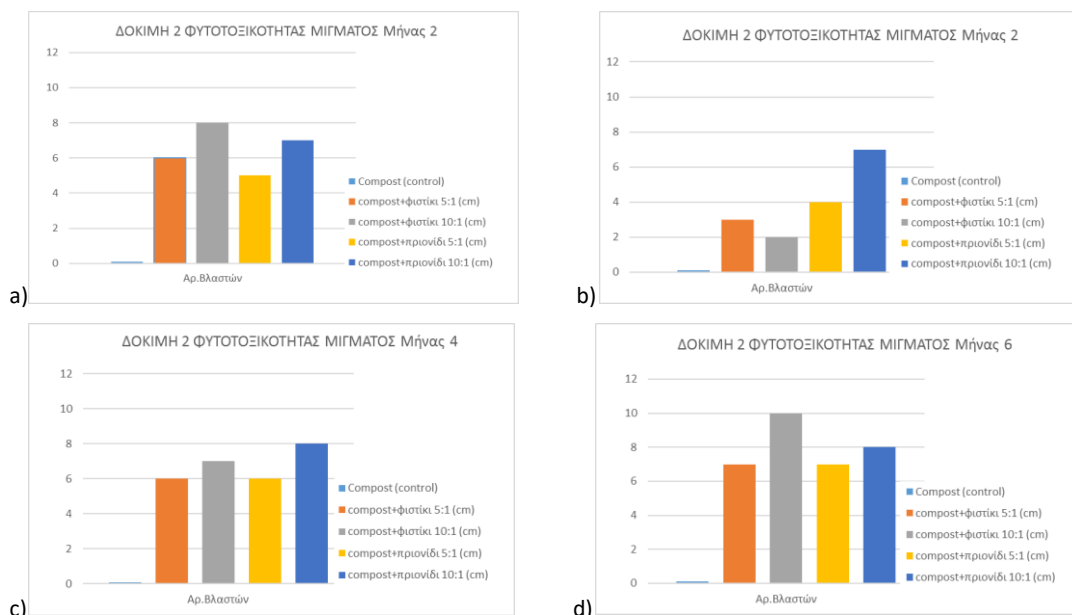 ΔΟΚΙΜΗ 2 ΦΥΤΟΤΟΞΙΚΟΤΗΤΑΣ ΜΙΓΜΑΤΟΣ Μήνας 2
12
10
8
6
4
2
0
Αρ.Βλαστών
Compost (control)
compost+φιστίκι 5:1 (cm)
compost+φιστίκι 10:1 (cm)
compost+πριονίδι 5:1 (cm)
compost+πριονίδι 10:1 (cm)
a)
ΔΟΚΙΜΗ 2 ΦΥΤΟΤΟΞΙΚΟΤΗΤΑΣ ΜΙΓΜΑΤΟΣ Μήνας 2
12
10
8
6
4
2
0
Αρ.Βλαστών
Compost (control)
compost+φιστίκι 5:1 (cm)
compost+φιστίκι 10:1 (cm)
compost+πριονίδι 5:1 (cm)
compost+πριονίδι 10:1 (cm)
b)
ΔΟΚΙΜΗ 2 ΦΥΤΟΤΟΞΙΚΟΤΗΤΑΣ ΜΙΓΜΑΤΟΣ Μήνας 4
12
10
8
6
4
2
0
Αρ.Βλαστών
Compost (control)
compost+φιστίκι 5:1 (cm)
compost+φιστίκι 10:1 (cm)
compost+πριονίδι 5:1 (cm)
compost+πριονίδι 10:1 (cm)
c)
ΔΟΚΙΜΗ 2 ΦΥΤΟΤΟΞΙΚΟΤΗΤΑΣ ΜΙΓΜΑΤΟΣ Μήνας 6
12
10
8
6
4
2
0
Αρ.Βλαστών
Compost (control)
compost+φιστίκι 5:1 (cm)
compost+φιστίκι 10:1 (cm)
compost+πριονίδι 5:1 (cm)
compost+πριονίδι 10:1 (cm)
d)